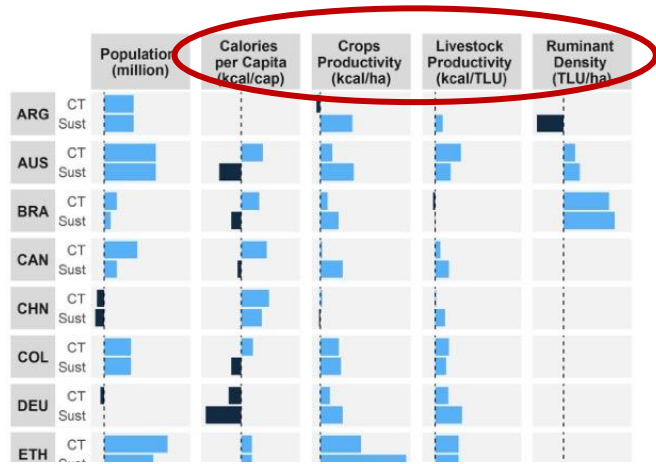 Population (million)
Calories per Capita (kcal/cap)
Crops Productivity (kcal/ha)
Livestock Productivity (kcal/TLU)
Ruminant Density (TLU/ha)
ARG
CT
Sust
AUS
CT
Sust
BRA
CT
Sust
CAN
CT
Sust
CHN
CT
Sust
COL
CT
Sust
DEU
CT
Sust
ETH
CT
Sust